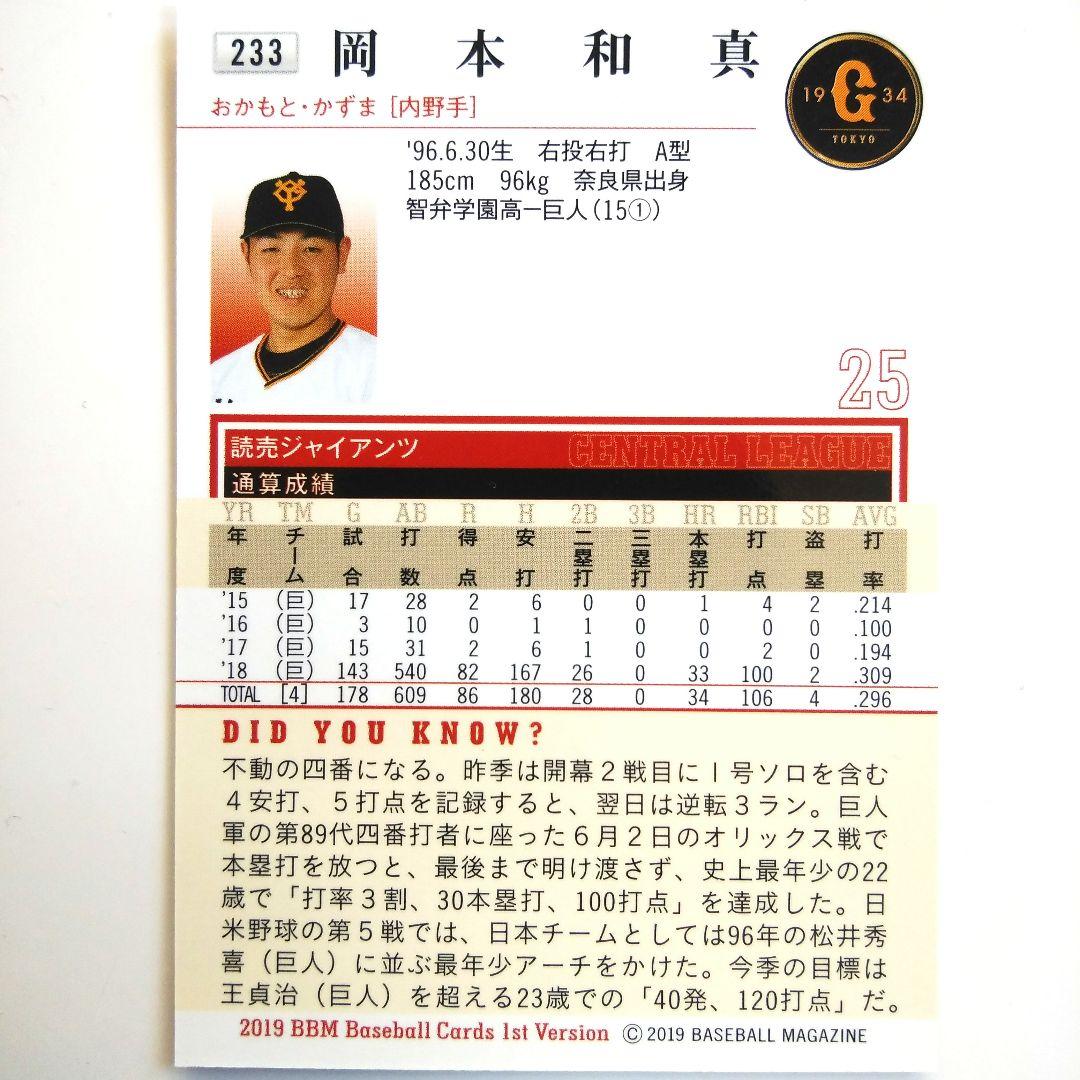 233 岡本和真
おかもと・かずま [内野手]
19 G 34
TOKYO
'96.6.30生 右投右打 A型
185cm 96kg 奈良県出身
智弁学園高ー巨人(15①)
25
読売ジャイアンツ CENTRAL LEAGUE
通算成績
YR TM G AB R H 2B 3B HR RBI SB AVG
年度 チーム 試合 打数 得点 安打 二塁打 三塁打 本塁打 打点 盗塁 打率
'15 (巨) 17 28 2 6 0 0 1 4 2 .214
'16 (巨) 3 10 0 1 1 0 0 0 0 .100
'17 (巨) 15 31 2 6 1 0 0 2 0 .194
'18 (巨) 143 540 82 167 26 0 33 100 2 .309
TOTAL [4] 178 609 86 180 28 0 34 106 4 .296
DID YOU KNOW?
不動の四番になる。昨季は開幕2戦目に1号ソロを含む
4安打、5打点を記録すると、翌日は逆転3ラン。巨人
軍の第89代四番打者に座った6月2日のオリックス戦で
本塁打を放つと、最後まで明け渡さず、史上最年少の22
歳で「打率3割、30本塁打、100打点」を達成した。日
米野球の第5戦では、日本チームとしては96年の松井秀
喜(巨人)に並ぶ最年少アーチをかけた。今季の目標は
王貞治(巨人)を超える23歳での「40発、120打点」だ。
2019 BBM Baseball Cards 1st Version © 2019 BASEBALL MAGAZINE